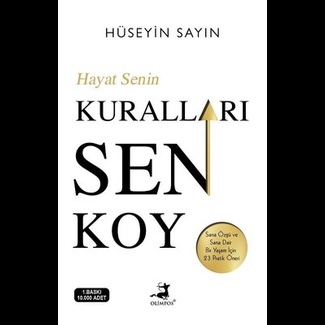 HÜSEYİN SAYIN
Hayat Senin
KURALLARI
SEN
KOY
Sana Özgü ve
Sana Dair
Bir Yaşam İçin
23 Pratik Öneri
1.BASKI
10.000 ADET
OLİMPOS